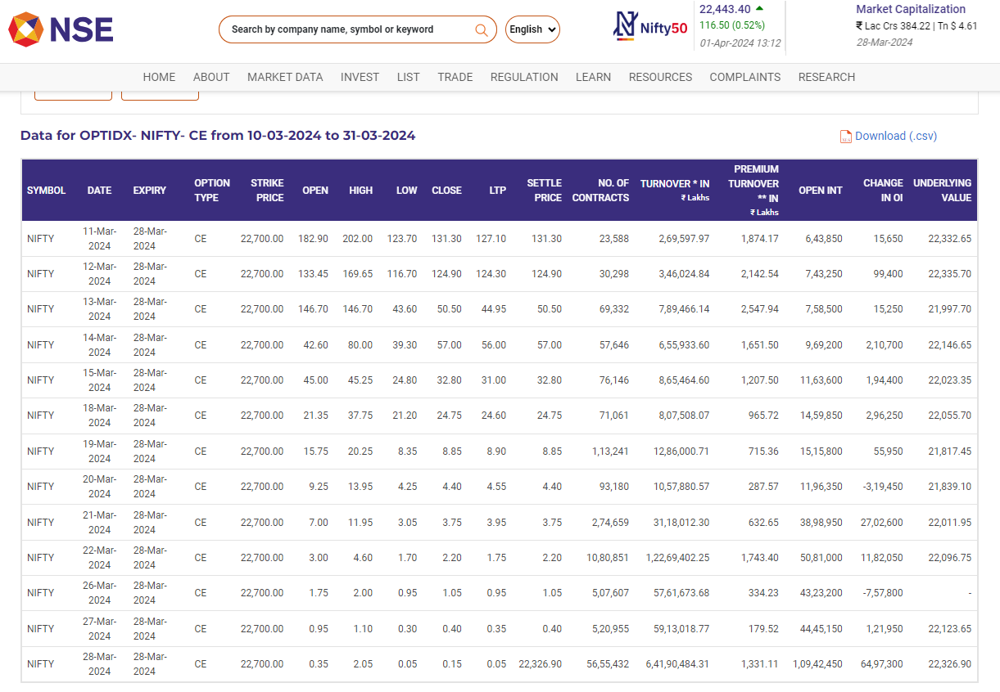 NSE
Search by company name, symbol or keyword
English
Nifty50
22,443.40
116.50 (0.52%)
01-Apr-2024 13:12
Market Capitalization
₹ Lac Crs 384.22 | Tn $ 4.61
28-Mar-2024
HOME ABOUT MARKET DATA INVEST LIST TRADE REGULATION LEARN RESOURCES COMPLAINTS RESEARCH
Data for OPTIDX- NIFTY- CE from 10-03-2024 to 31-03-2024
Download (.csv)
SYMBOL DATE EXPIRY OPTION TYPE STRIKE PRICE OPEN HIGH LOW CLOSE LTP SETTLE PRICE NO. OF CONTRACTS TURNOVER * IN ₹ Lakhs PREMIUM TURNOVER ** IN ₹ Lakhs OPEN INT CHANGE IN OI UNDERLYING VALUE
NIFTY 11-Mar-2024 28-Mar-2024 CE 22,700.00 182.90 202.00 123.70 131.30 127.10 131.30 23,588 2,69,597.97 1,874.17 6,43,850 15,650 22,332.65
NIFTY 12-Mar-2024 28-Mar-2024 CE 22,700.00 133.45 169.65 116.70 124.90 124.30 124.90 30,298 3,46,024.84 2,142.54 7,43,250 99,400 22,335.70
NIFTY 13-Mar-2024 28-Mar-2024 CE 22,700.00 146.70 146.70 43.60 50.50 44.95 50.50 69,332 7,89,466.14 2,547.94 7,58,500 15,250 21,997.70
NIFTY 14-Mar-2024 28-Mar-2024 CE 22,700.00 42.60 80.00 39.30 57.00 56.00 57.00 57,646 6,55,933.60 1,651.50 9,69,200 2,10,700 22,146.65
NIFTY 15-Mar-2024 28-Mar-2024 CE 22,700.00 45.00 45.25 24.80 32.80 31.00 32.80 76,146 8,65,464.60 1,207.50 11,63,600 1,94,400 22,023.35
NIFTY 18-Mar-2024 28-Mar-2024 CE 22,700.00 21.35 37.75 21.20 24.75 24.60 24.75 71,061 8,07,508.07 965.72 14,59,850 2,96,250 22,055.70
NIFTY 19-Mar-2024 28-Mar-2024 CE 22,700.00 15.75 20.25 8.35 8.85 8.90 8.85 1,13,241 12,86,000.71 715.36 15,15,800 55,950 21,817.45
NIFTY 20-Mar-2024 28-Mar-2024 CE 22,700.00 9.25 13.95 4.25 4.40 4.55 4.40 93,180 10,57,880.57 287.57 11,96,350 -3,19,450 21,839.10
NIFTY 21-Mar-2024 28-Mar-2024 CE 22,700.00 7.00 11.95 3.05 3.75 3.95 3.75 2,74,659 31,18,012.30 632.65 38,98,950 27,02,600 22,011.95
NIFTY 22-Mar-2024 28-Mar-2024 CE 22,700.00 3.00 4.60 1.70 2.20 1.75 2.20 10,80,851 1,22,69,402.25 1,743.40 50,81,000 11,82,050 22,096.75
NIFTY 26-Mar-2024 28-Mar-2024 CE 22,700.00 1.75 2.00 0.95 1.05 0.95 1.05 5,07,607 57,61,673.68 334.23 43,23,200 -7,57,800 -
NIFTY 27-Mar-2024 28-Mar-2024 CE 22,700.00 0.95 1.10 0.30 0.40 0.35 0.40 5,20,955 59,13,018.77 179.52 44,45,150 1,21,950 22,123.65
NIFTY 28-Mar-2024 28-Mar-2024 CE 22,700.00 0.35 2.05 0.05 0.15 0.05 22,326.90 56,55,432 6,41,90,484.31 1,331.11 1,09,42,450 64,97,300 22,326.90